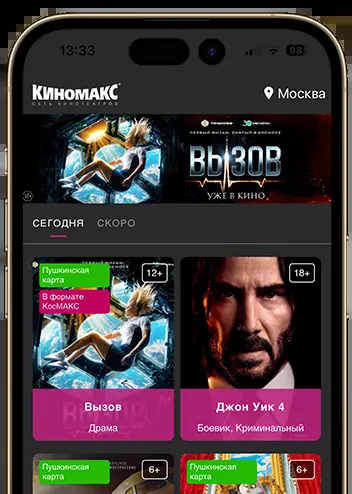 13:33
88
КИНОМАКС
СЕТЬ КИНОТЕАТРОВ
Москва
ПЕРВЫЙ ФИЛЬМ, СНЯТЫЙ В КОСМОСЕ
ВЫЗОВ
УЖЕ В КИНО
12+
СЕГОДНЯ
СКОРО
Пушкинская
карта
12+
В формате
КосМАКС
Вызов
Драма
18+
Джон Уик 4
Боевик, Криминальный
Пушкинская
карта
6+
Пушкинская
карта
6+